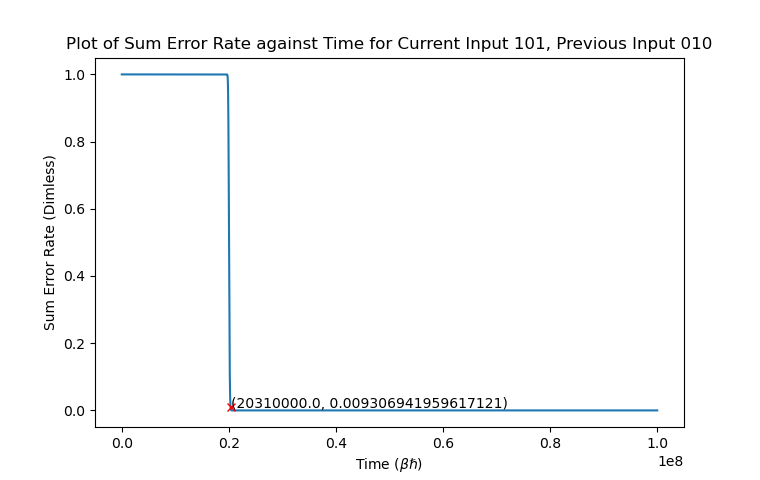 Plot of Sum Error Rate against Time for Current Input 101, Previous Input 010
1.0
0.8
0.6
0.4
0.2
0.0
Sum Error Rate (Dimless)
(20310000.0, 0.009306941959617121)
0.0 0.2 0.4 0.6 0.8 1.0
1e8
Time (βħ)